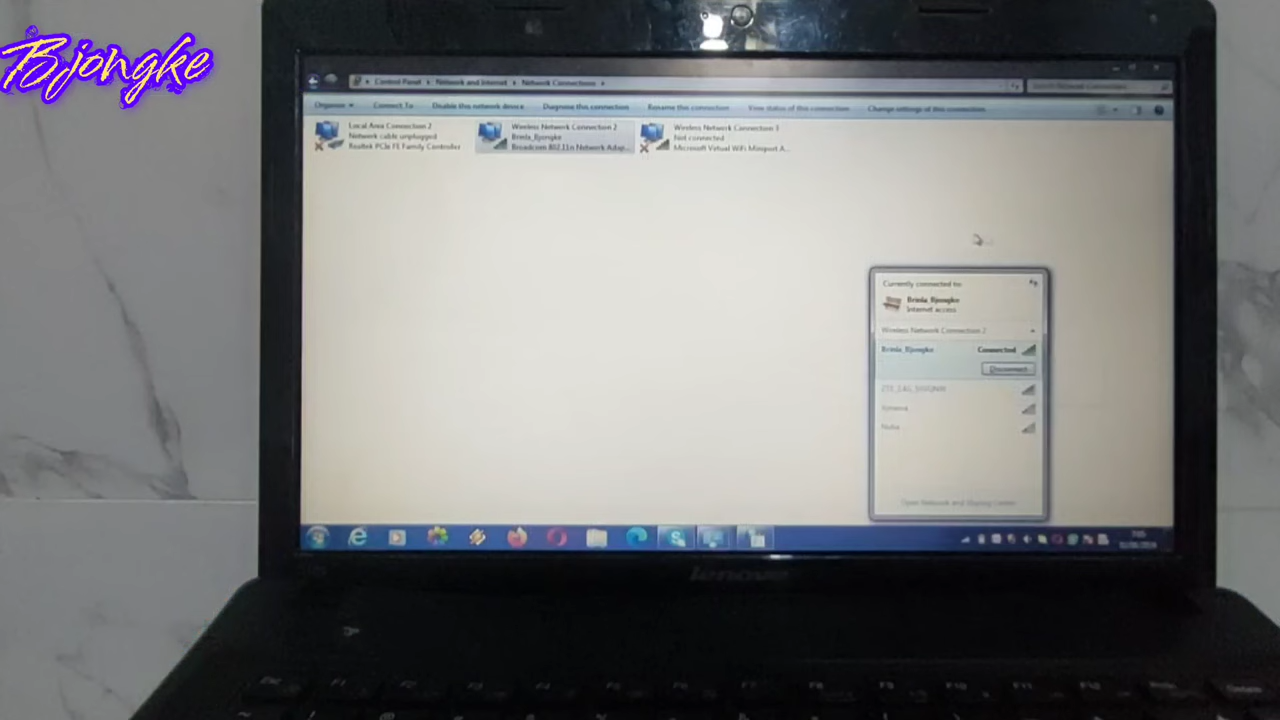 Bjongke
Control Panel
Network and Internet
Network Connections
Organize
Connect To
Disable this network device
Diagnose this connection
Rename this connection
View status of this connection
Change settings of this connection
Local Area Connection 2
Network cable unplugged
Realtek PCIe FE Family Controller
Wireless Network Connection 2
Brinla_Bjongke
Broadcom 802.11n Network Adap...
Wireless Network Connection 3
Not connected
Microsoft Virtual WiFi Miniport A...
Currently connected to:
Brinla_Bjongke
Internet access
Wireless Network Connection 2
Brinla_Bjongke
Connected
Disconnect
Open Network and Sharing Center
lenovo
F1
F10
F11
F12